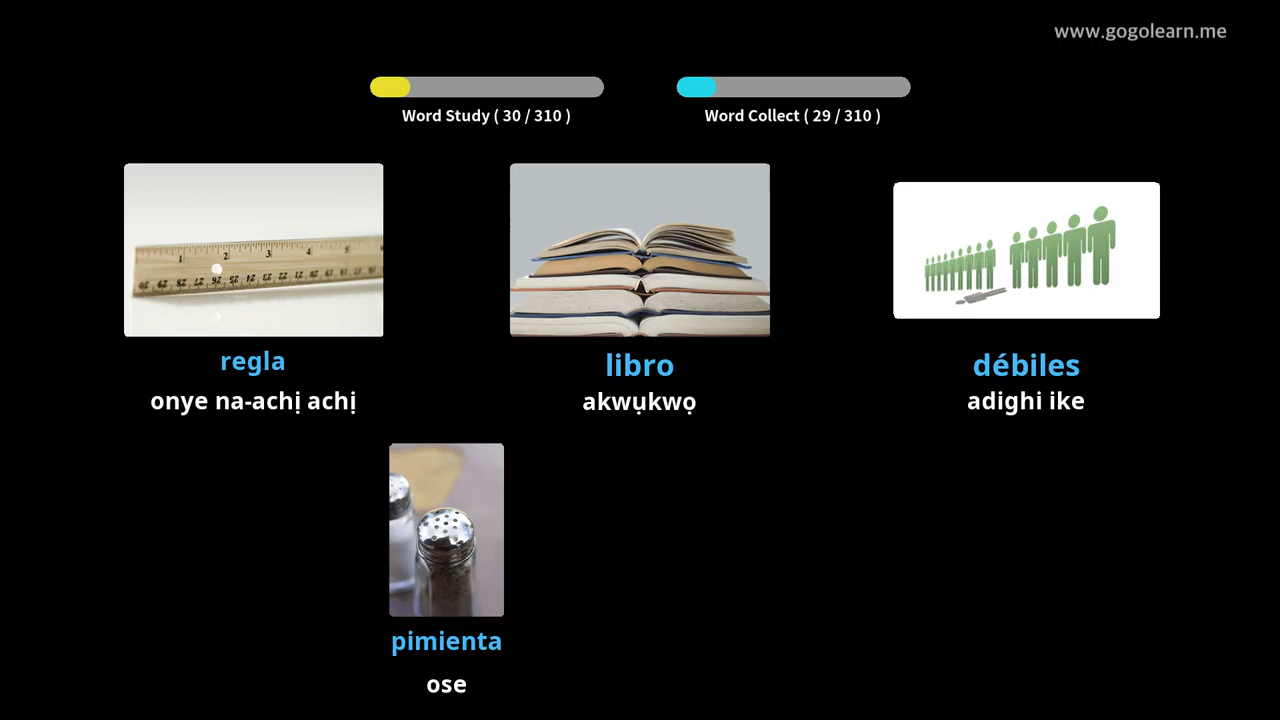 www.gogolearn.me
Word Study ( 30 / 310 )
Word Collect ( 29 / 310 )
regla
libro
débiles
onye na-achị achị
akwụkwọ
adighi ike
pimienta
ose